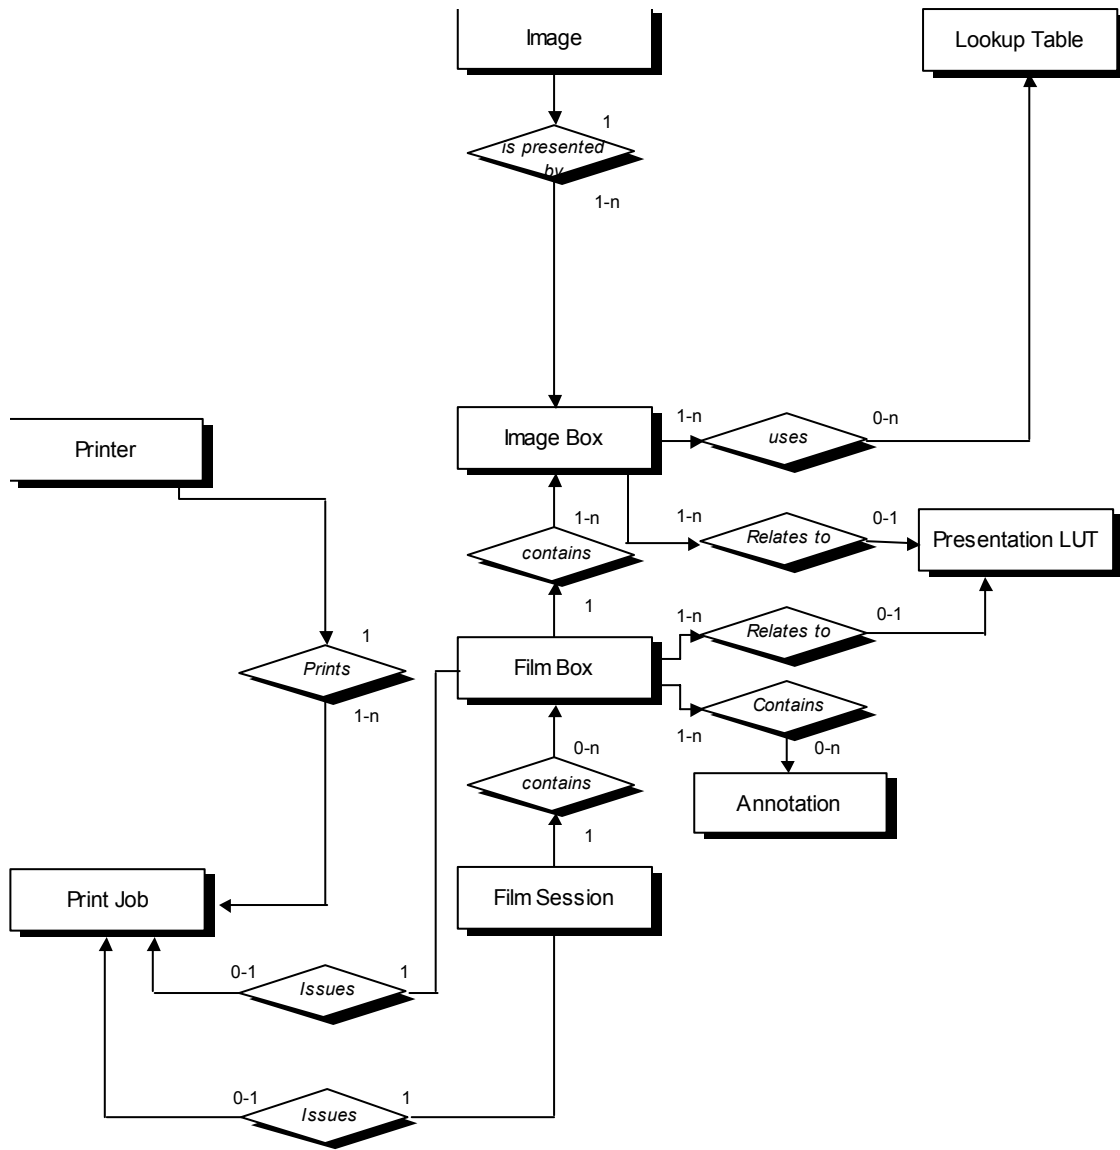 Image
Lookup Table
1
is presented
by
1-n
Printer
Image Box
1-n
uses
0-n
1-n
contains
1
1-n
Relates to
0-1
Presentation LUT
1-n
Relates to
0-1
1
Prints
1-n
Film Box
Contains
1-n
0-n
0-n
contains
1
Annotation
Print Job
Film Session
0-1
Issues
1
0-1
Issues
1